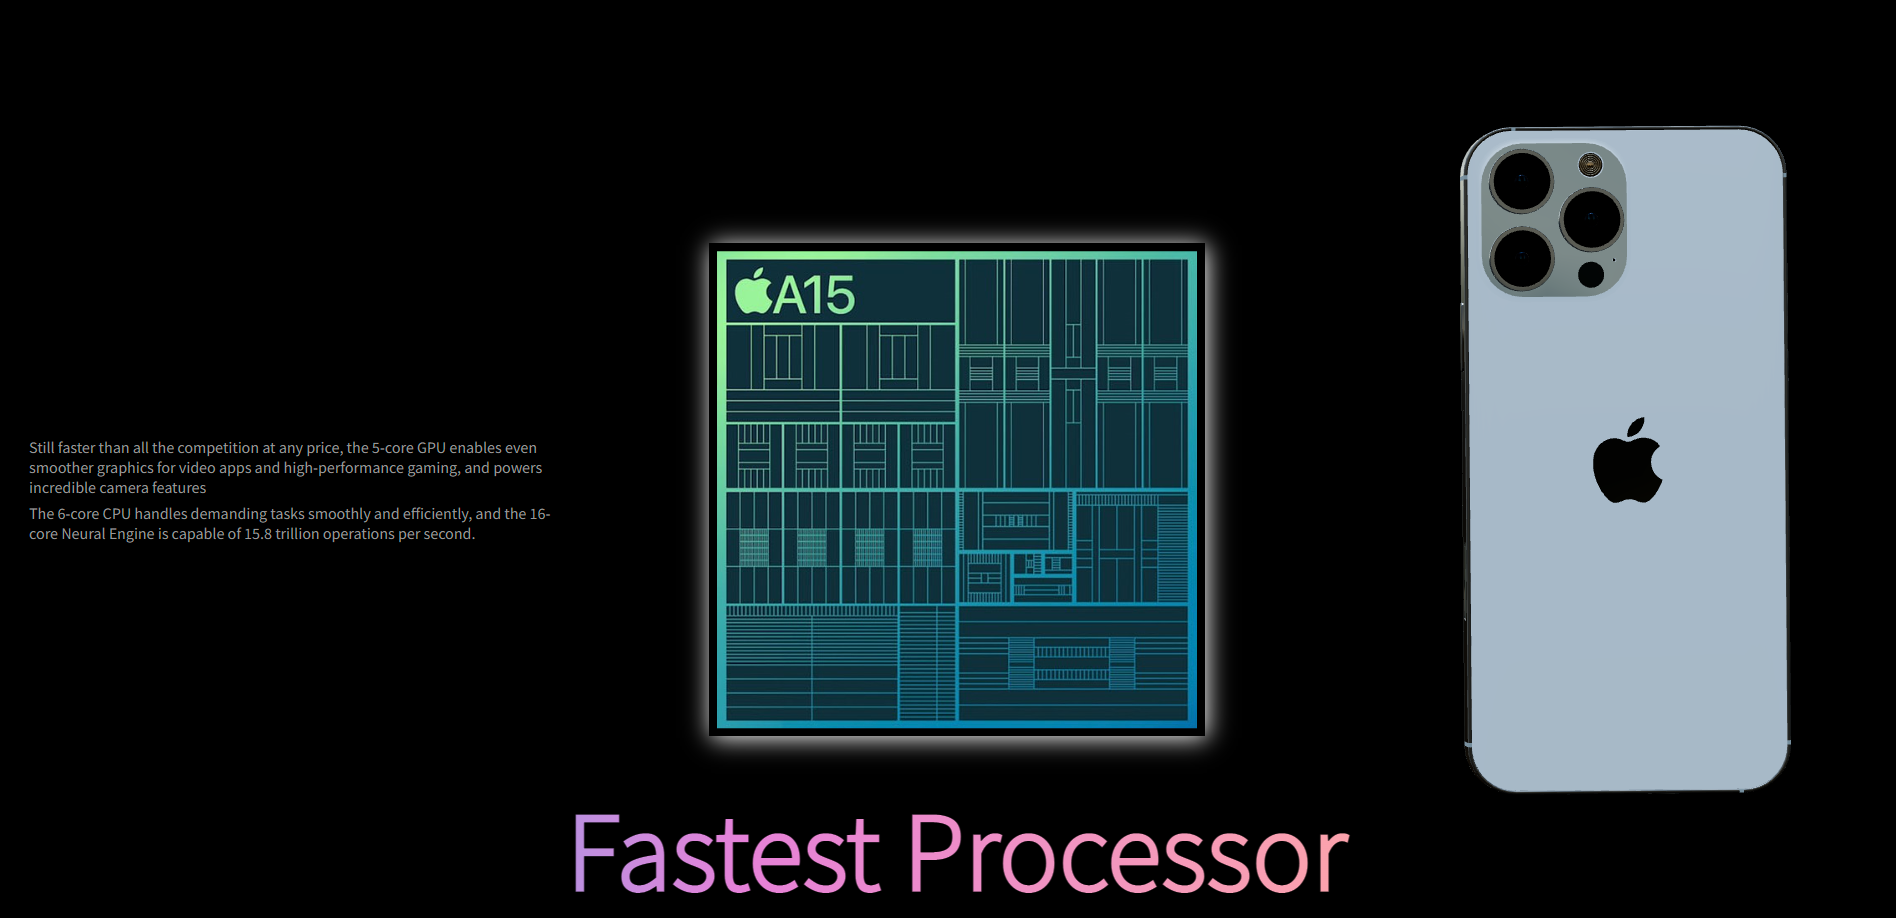 A15
Still faster than all the competition at any price, the 5-core GPU enables even
smoother graphics for video apps and high-performance gaming, and powers
incredible camera features
The 6-core CPU handles demanding tasks smoothly and efficiently, and the 16-
core Neural Engine is capable of 15.8 trillion operations per second.
Fastest Processor